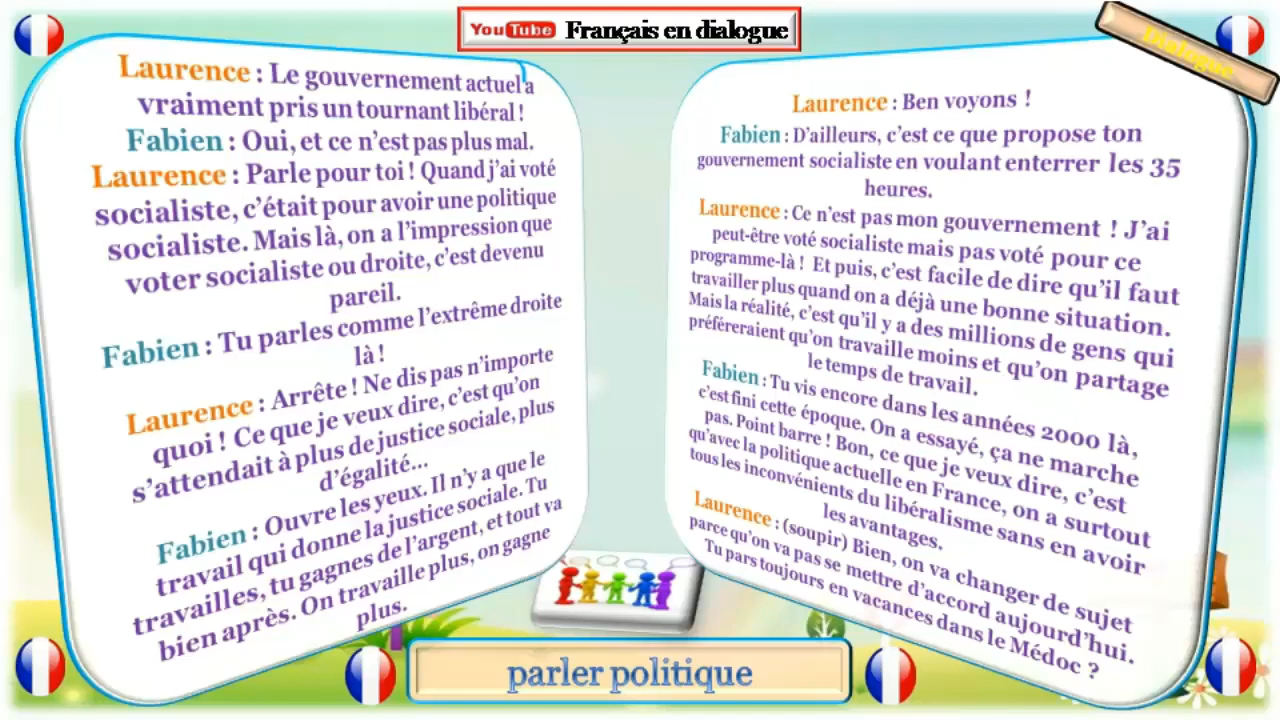 YouTube Français en dialogue
Dialogue
Laurence : Le gouvernement actuel a
vraiment pris un tournant libéral !
Fabien : Oui, et ce n'est pas plus mal.
Laurence : Parle pour toi ! Quand j'ai voté
socialiste, c'était pour avoir une politique
socialiste. Mais là, on a l'impression que
voter socialiste ou droite, c'est devenu
pareil.
Fabien : Tu parles comme l'extrême droite
là !
Laurence : Arrête ! Ne dis pas n'importe
quoi ! Ce que je veux dire, c'est qu'on
s'attendait à plus de justice sociale, plus
d'égalité...
Fabien : Ouvre les yeux. Il n'y a que le
travail qui donne la justice sociale. Tu
travailles, tu gagnes de l'argent, et tout va
bien après. On travaille plus, on gagne
plus.
Laurence : Ben voyons !
Fabien : D'ailleurs, c'est ce que propose ton
gouvernement socialiste en voulant enterrer les 35
heures.
Laurence : Ce n'est pas mon gouvernement ! J'ai
peut-être voté socialiste mais pas voté pour ce
programme-là ! Et puis, c'est facile de dire qu'il faut
travailler plus quand on a déjà une bonne situation.
Mais la réalité, c'est qu'il y a des millions de gens qui
préféreraient qu'on travaille moins et qu'on partage
le temps de travail.
Fabien : Tu vis encore dans les années 2000 là,
c'est fini cette époque. On a essayé, ça ne marche
pas. Point barre ! Bon, ce que je veux dire, c'est
qu'avec la politique actuelle en France, on a surtout
tous les inconvénients du libéralisme sans en avoir
les avantages.
Laurence : (soupir) Bien, on va changer de sujet
parce qu'on va pas se mettre d'accord aujourd'hui.
Tu pars toujours en vacances dans le Médoc ?
parler politique